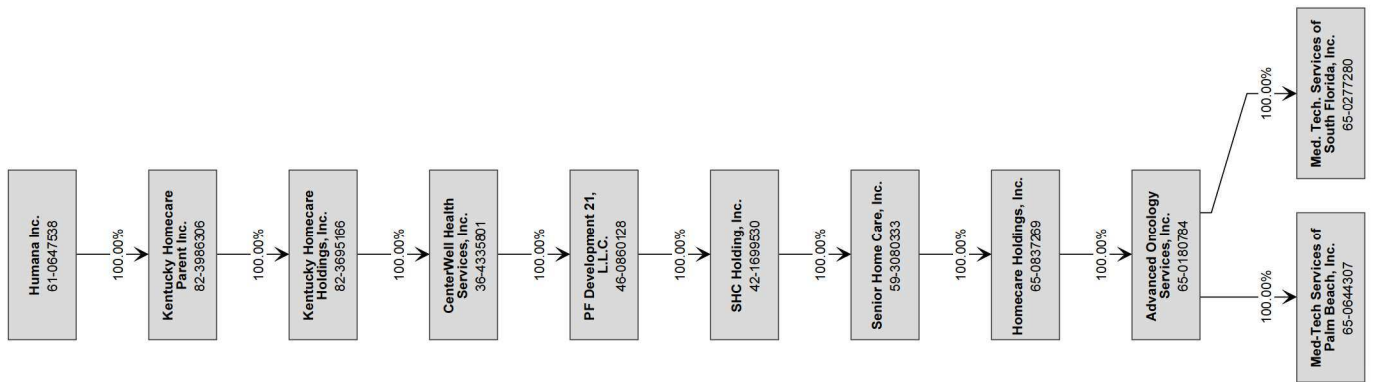 Humana Inc.
61-0647538
100.00%
Kentucky Homecare
Parent Inc.
82-3986306
100.00%
Kentucky Homecare
Holdings, Inc.
82-3695166
100.00%
CenterWell Health
Services, Inc.
36-4335801
100.00%
PF Development 21,
L.L.C.
46-0860128
100.00%
SHC Holding, Inc.
42-1699530
100.00%
Senior Home Care, Inc.
59-3080333
100.00%
Homecare Holdings, Inc.
65-0837269
100.00%
Advanced Oncology
Services, Inc.
65-0180784
100.00%
Med-Tech Services of
Palm Beach, Inc.
65-0644307
100.00%
Med. Tech. Services of
South Florida, Inc.
65-0277280